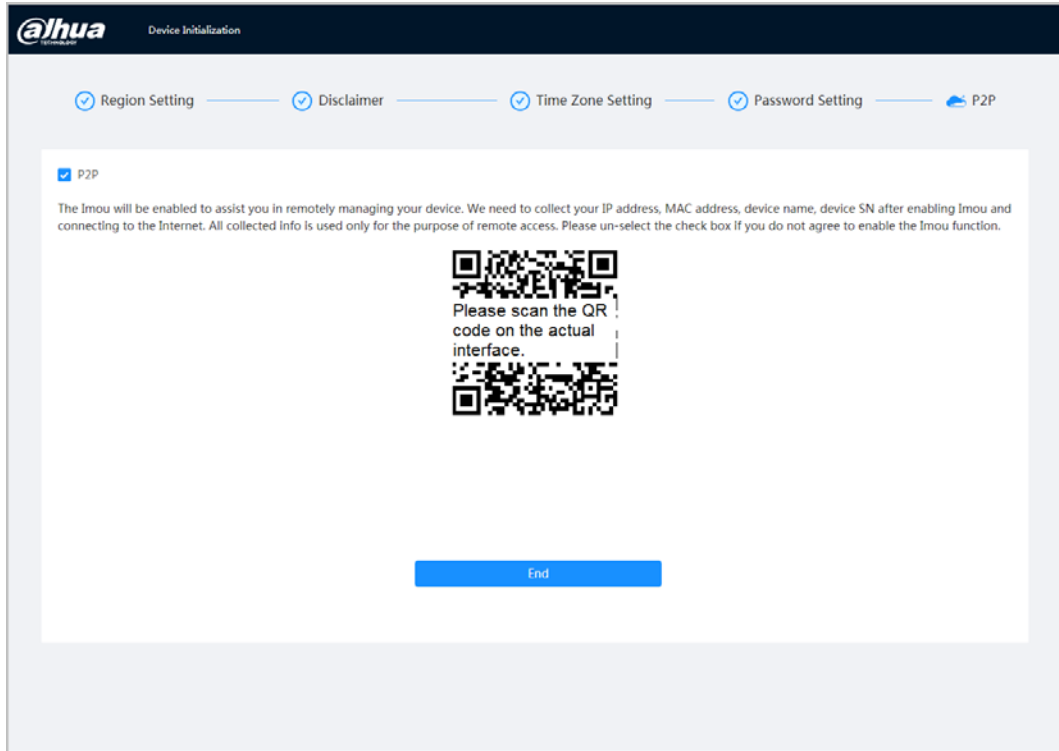 alhua
TECHNOLOGY
Device Initialization
Region Setting
Disclaimer
Time Zone Setting
Password Setting
P2P
P2P
The Imou will be enabled to assist you in remotely managing your device. We need to collect your IP address, MAC address, device name, device SN after enabling Imou and
connecting to the Internet. All collected info is used only for the purpose of remote access. Please un-select the check box if you do not agree to enable the Imou function.
Please scan the QR
code on the actual
interface.
End